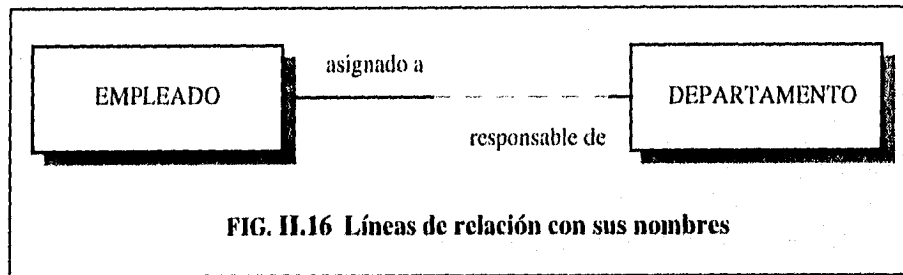 asignado a
EMPLEADO
DEPARTAMENTO
responsable de
FIG. II.16 Líneas de relación con sus nombres